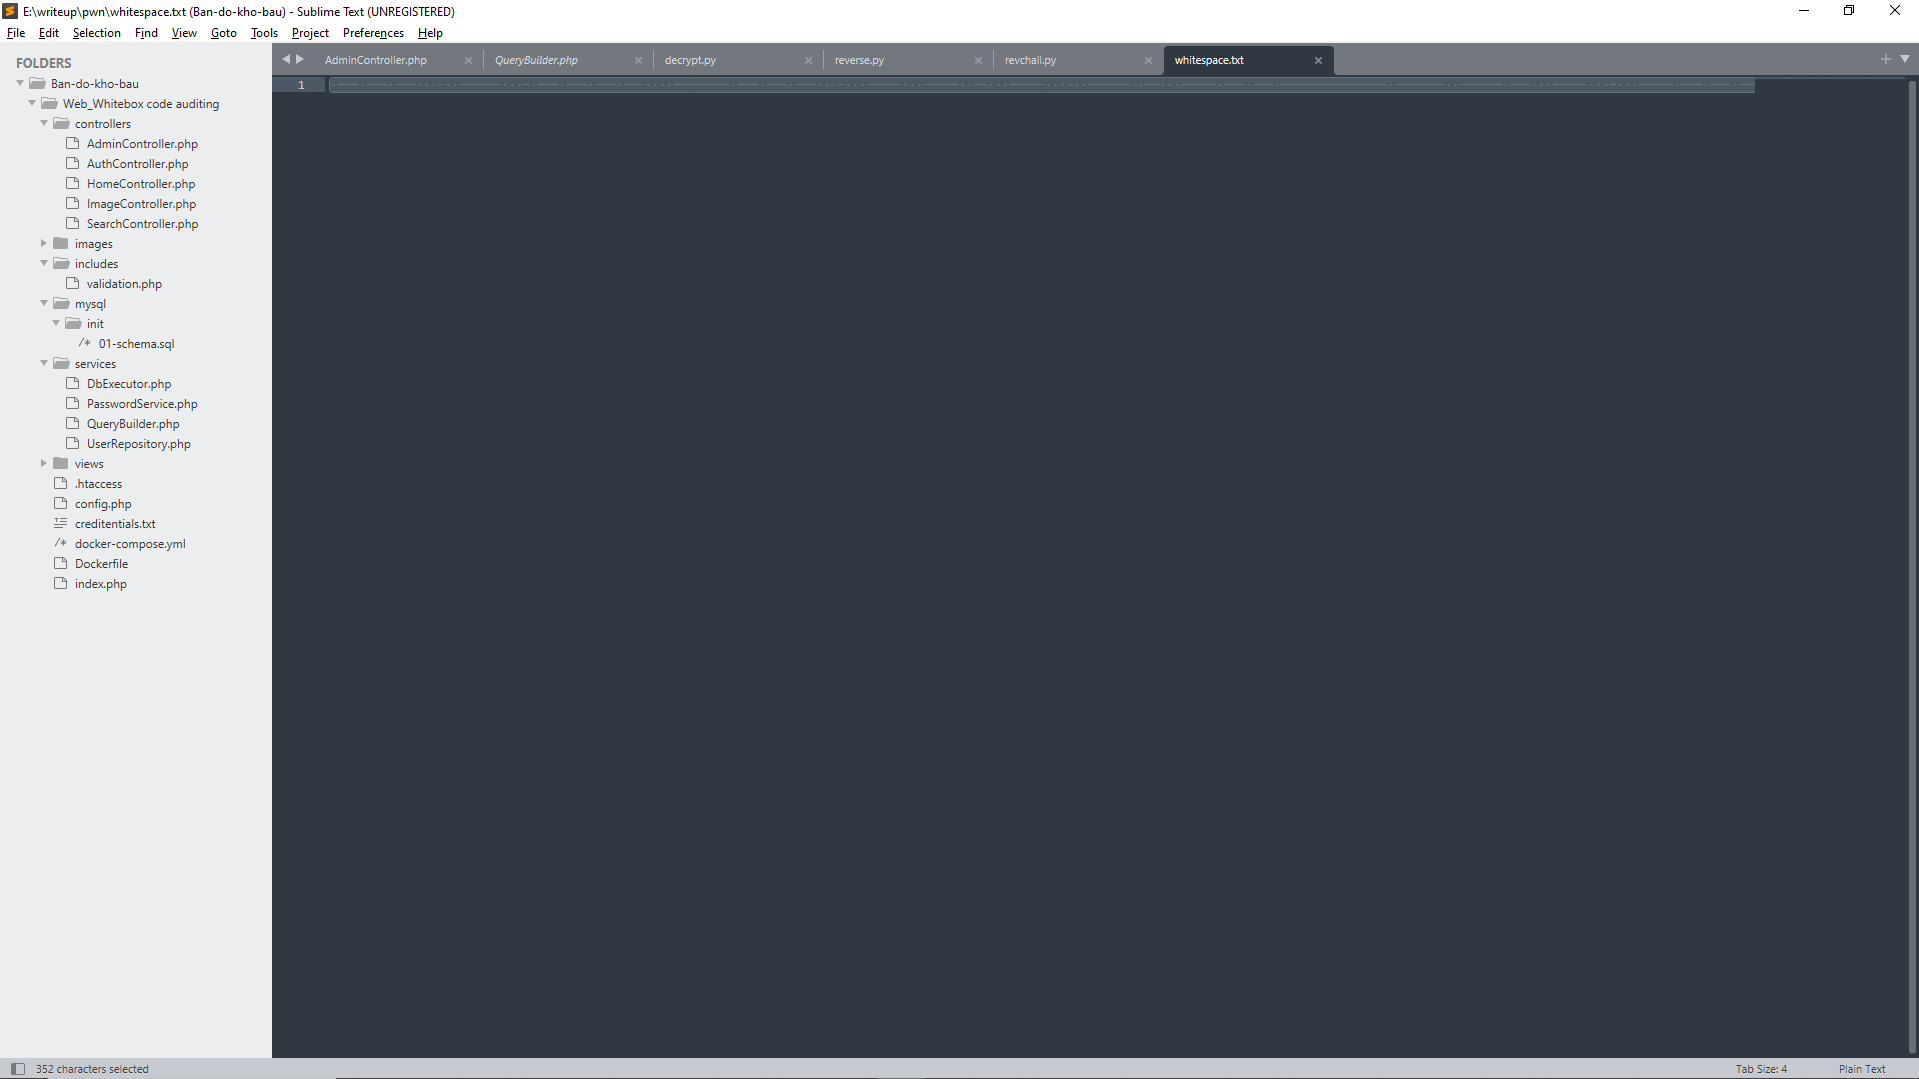 E:\writeup\pwn\whitespace.txt (Ban-do-kho-bau) - Sublime Text (UNREGISTERED)
File Edit Selection Find View Goto Tools Project Preferences Help
FOLDERS
Ban-do-kho-bau
Web_Whitebox code auditing
controllers
AdminController.php
AuthController.php
HomeController.php
ImageController.php
SearchController.php
images
includes
validation.php
mysql
init
/* 01-schema.sql
services
DbExecutor.php
PasswordService.php
QueryBuilder.php
UserRepository.php
views
.htaccess
config.php
creditentials.txt
/* docker-compose.yml
Dockerfile
index.php
AdminController.php QueryBuilder.php decrypt.py reverse.py revchall.py whitespace.txt
1
352 characters selected Tab Size: 4 Plain Text